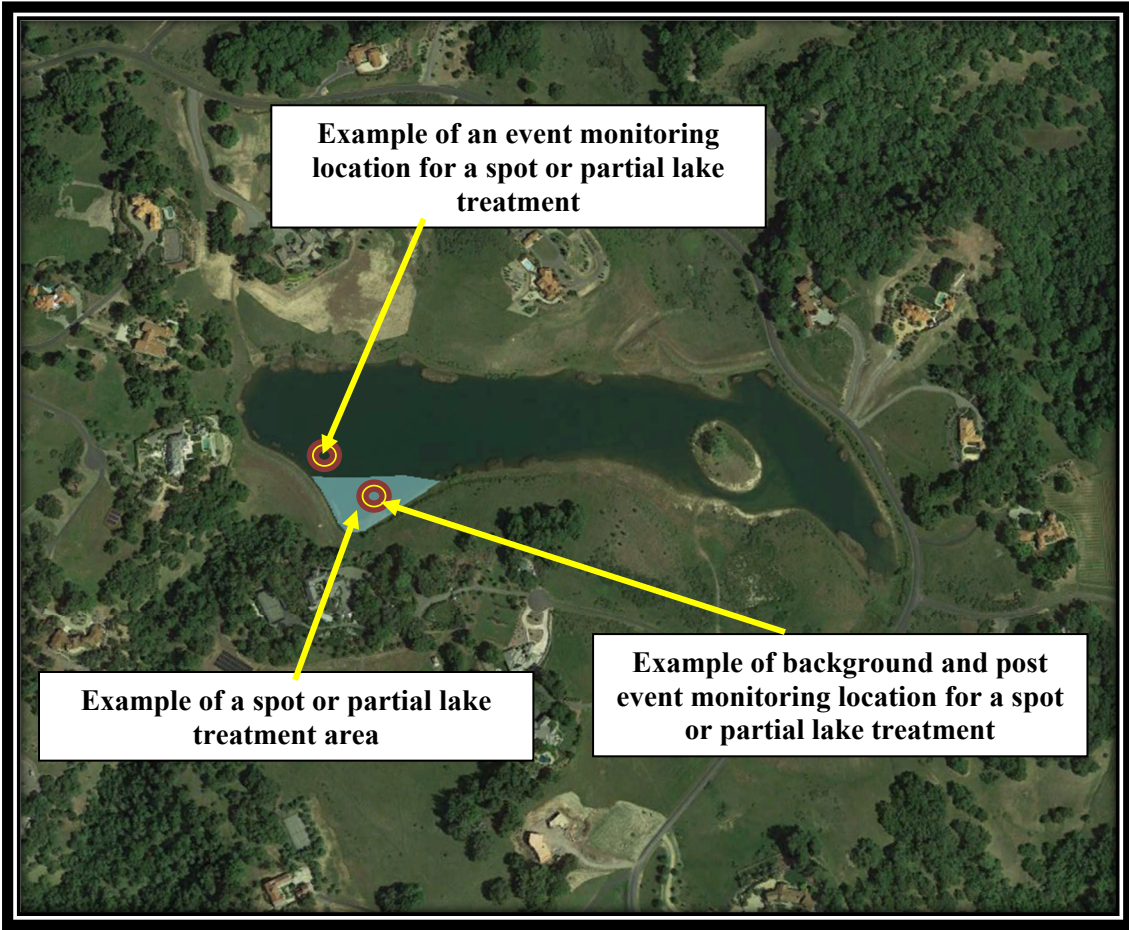 Example of an event monitoring
location for a spot or partial lake
treatment
Example of a spot or partial lake
treatment area
Example of background and post
event monitoring location for a spot
or partial lake treatment